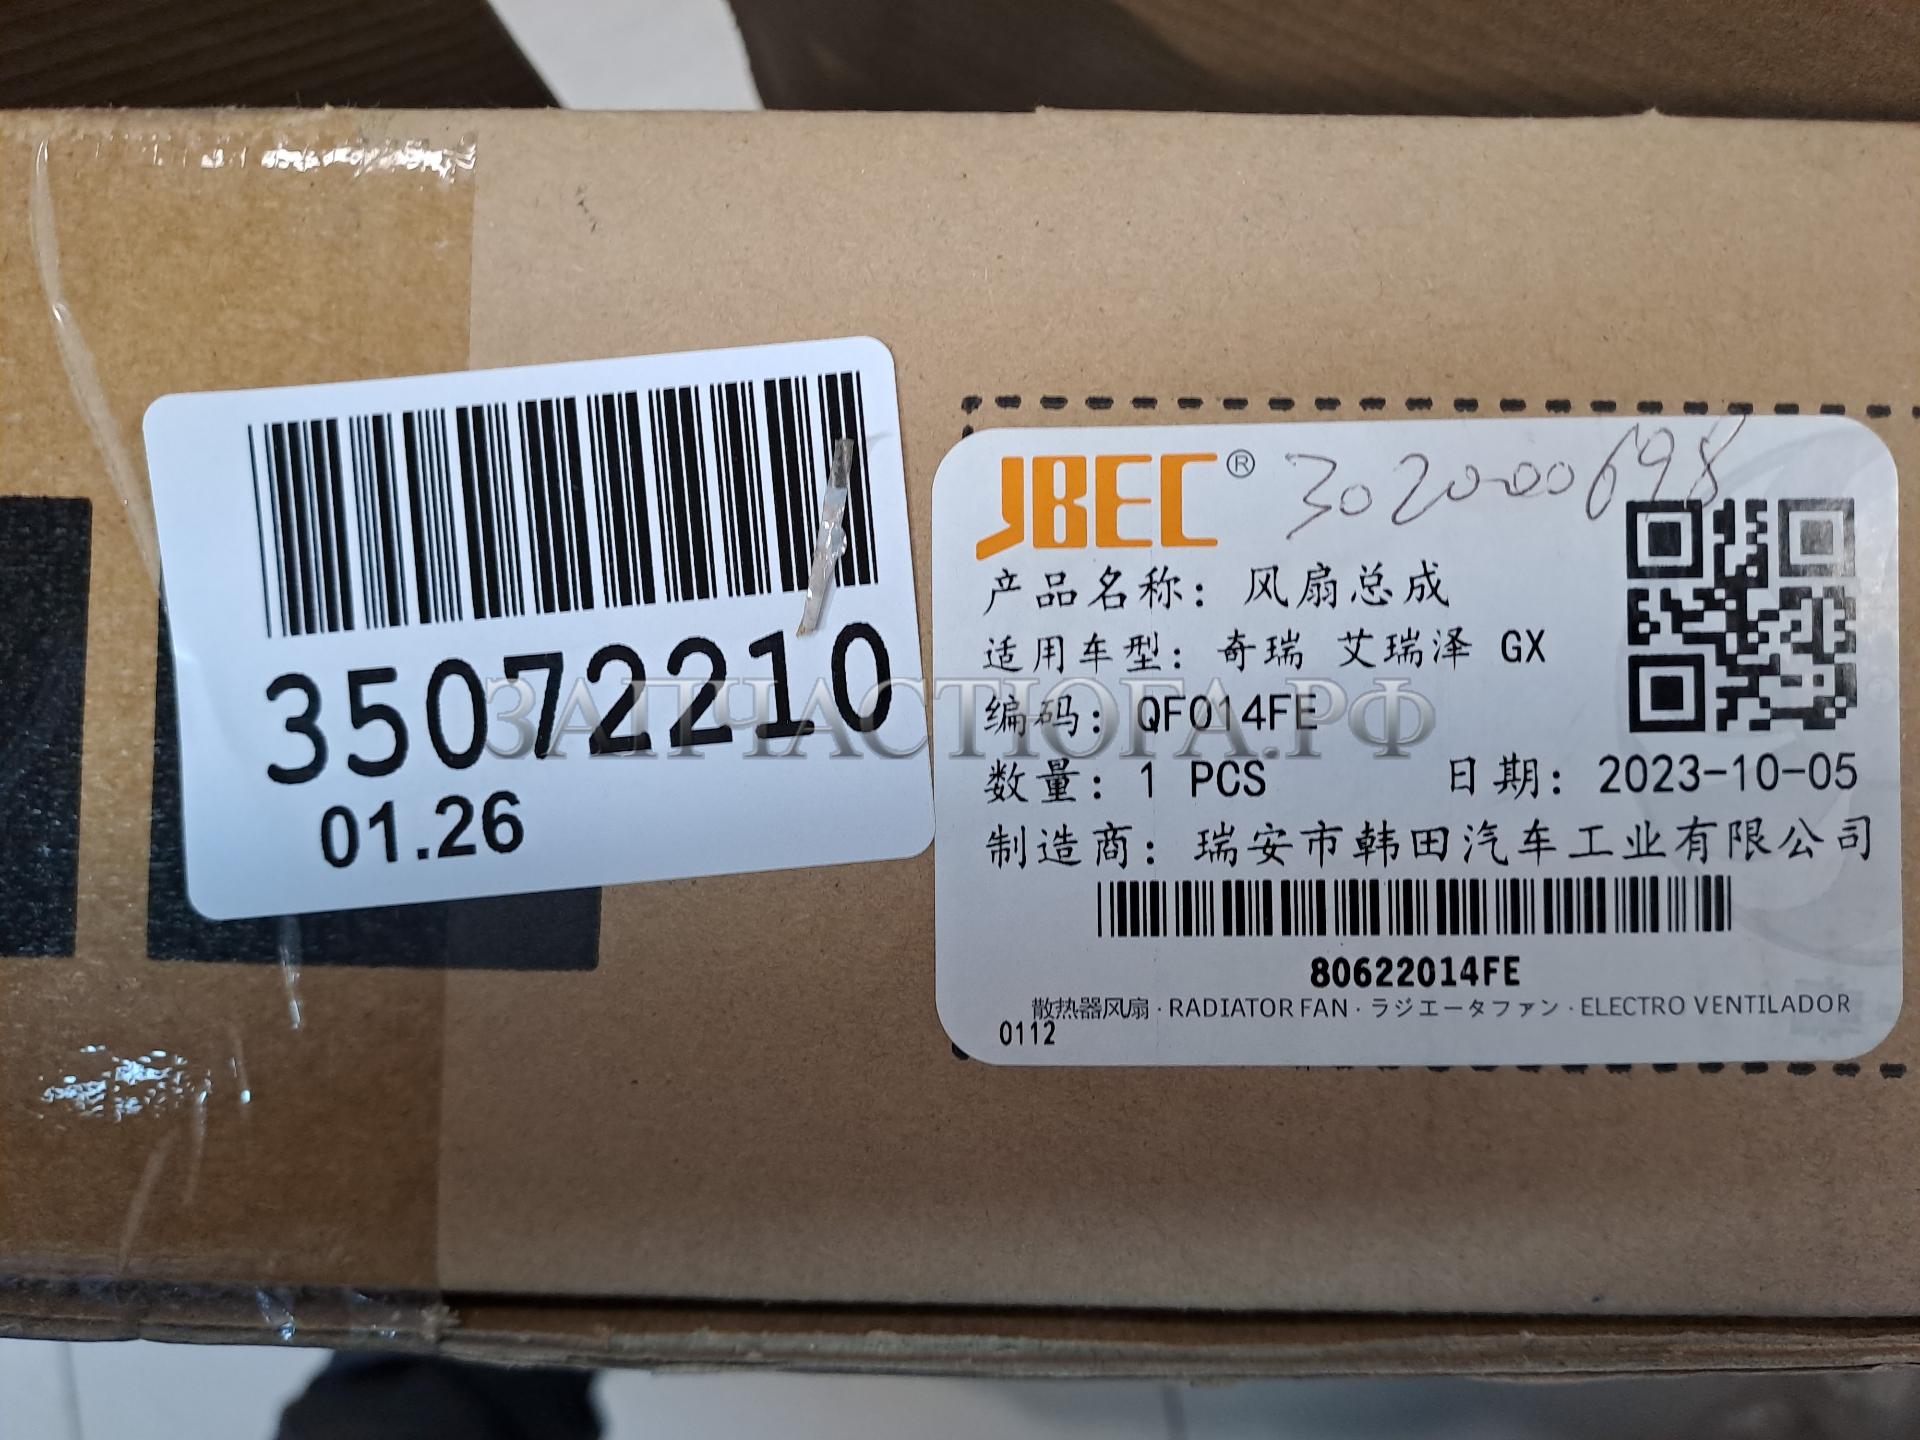 35072210
01.26
JBEC® 302000698
产品名称: 风扇总成
适用车型: 奇瑞 艾瑞泽 GX
编码: QF014FE
数量: 1 PCS 日期: 2023-10-05
制造商: 瑞安市韩田汽车工业有限公司
80622014FE
散热器风扇·RADIATOR FAN·ラジエータファン·ELECTRO VENTILADOR
0112
ЗАПЧАСТЮГА.РФ